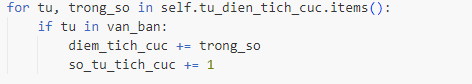 for tu, trong_so in self.tu_dien_tich_cuc.items():
    if tu in van_ban:
        diem_tich_cuc += trong_so
        so_tu_tich_cuc += 1